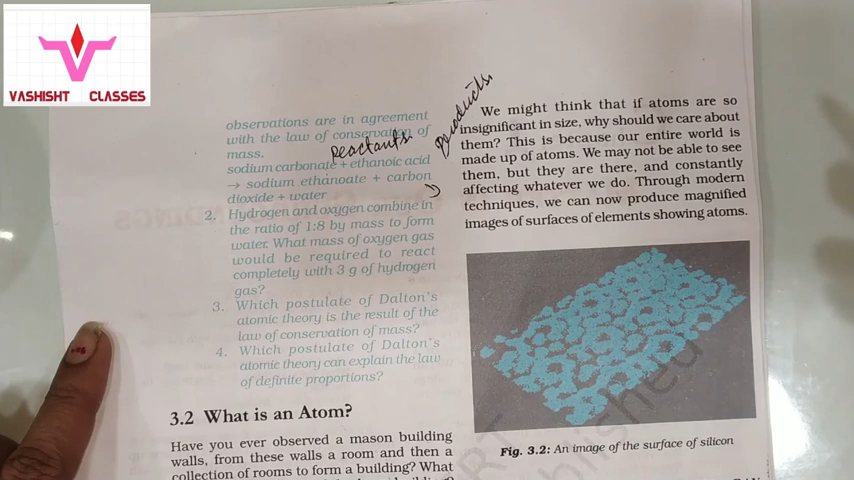 VASHISHT CLASSES
observations are in agreement
with the law of conservation of
mass.
reactants
sodium carbonate + ethanoic acid
→ sodium ethanoate + carbon
dioxide + water
products
2. Hydrogen and oxygen combine in
the ratio of 1:8 by mass to form
water. What mass of oxygen gas
would be required to react
completely with 3 g of hydrogen
gas?
3. Which postulate of Dalton's
atomic theory is the result of the
law of conservation of mass?
4. Which postulate of Dalton's
atomic theory can explain the law
of definite proportions?
3.2 What is an Atom?
Have you ever observed a mason building
walls, from these walls a room and then a
collection of rooms to form a building? What
We might think that if atoms are so
insignificant in size, why should we care about
them? This is because our entire world is
made up of atoms. We may not be able to see
them, but they are there, and constantly
affecting whatever we do. Through modern
techniques, we can now produce magnified
images of surfaces of elements showing atoms.
Fig. 3.2: An image of the surface of silicon